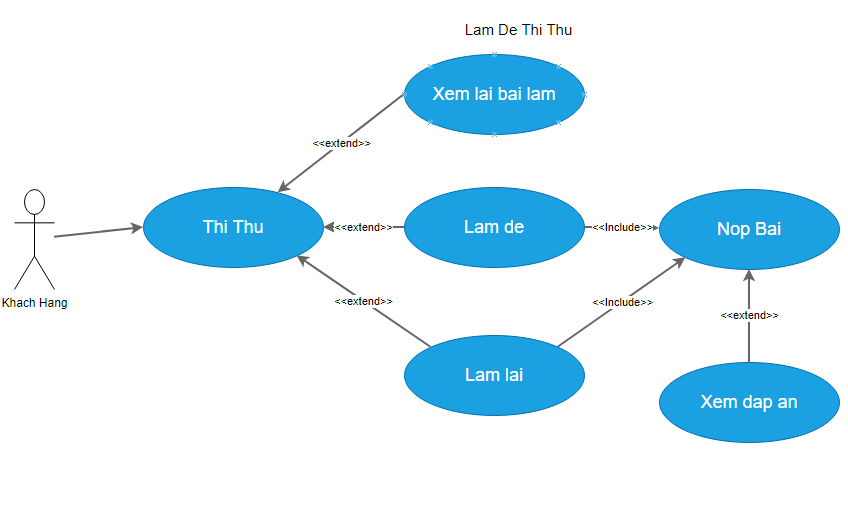 Lam De Thi Thu
Xem lai bai lam
<<extend>>
Thi Thu
<<extend>>
Lam de
<<Include>>
Nop Bai
Khach Hang
<<extend>>
<<Include>>
<<extend>>
Lam lai
Xem dap an